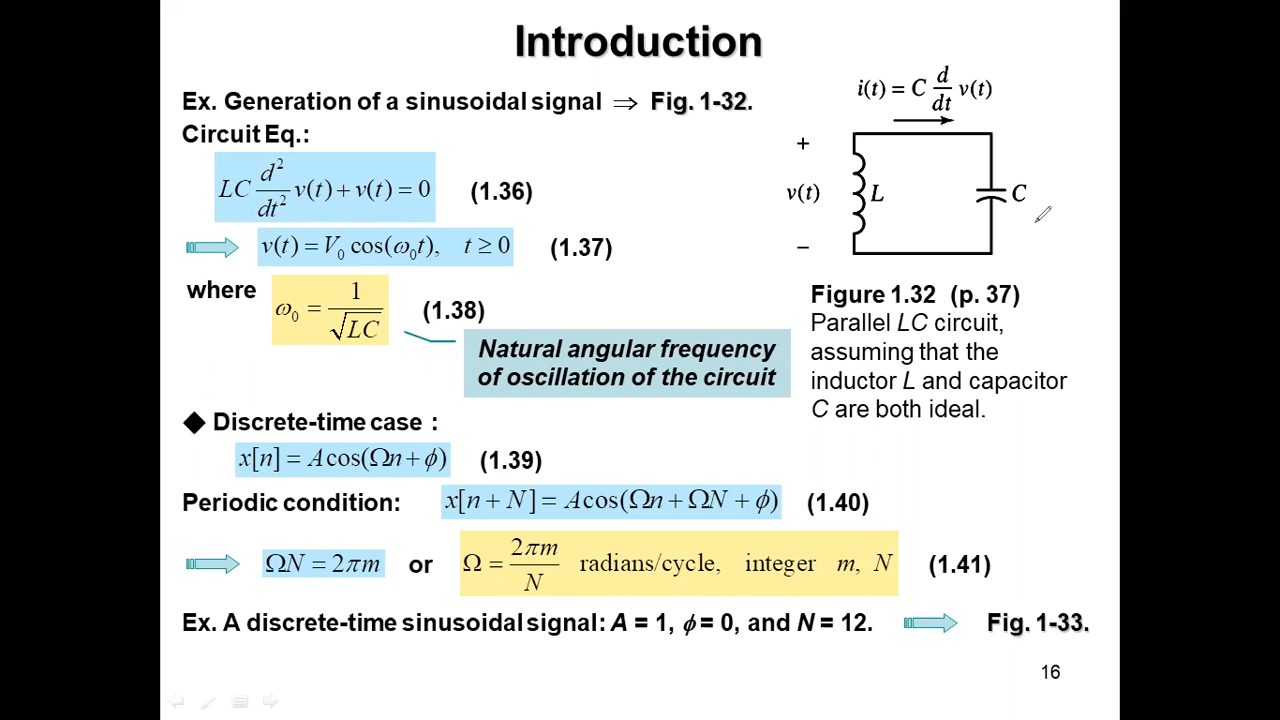 Introduction
Ex. Generation of a sinusoidal signal ⇒ Fig. 1-32.
Circuit Eq.:
LC d²/dt² v(t) + v(t) = 0 (1.36)
v(t) = V₀ cos(ω₀t), t ≥ 0 (1.37)
where ω₀ = 1/√LC (1.38)
Natural angular frequency
of oscillation of the circuit
i(t) = C d/dt v(t)
+
v(t) L C
−
Figure 1.32 (p. 37)
Parallel LC circuit,
assuming that the
inductor L and capacitor
C are both ideal.
◆ Discrete-time case :
x[n] = A cos(Ωn + ϕ) (1.39)
Periodic condition: x[n + N] = A cos(Ωn + ΩN + ϕ) (1.40)
ΩN = 2πm or Ω = 2πm/N radians/cycle, integer m, N (1.41)
Ex. A discrete-time sinusoidal signal: A = 1, ϕ = 0, and N = 12. Fig. 1-33.
16